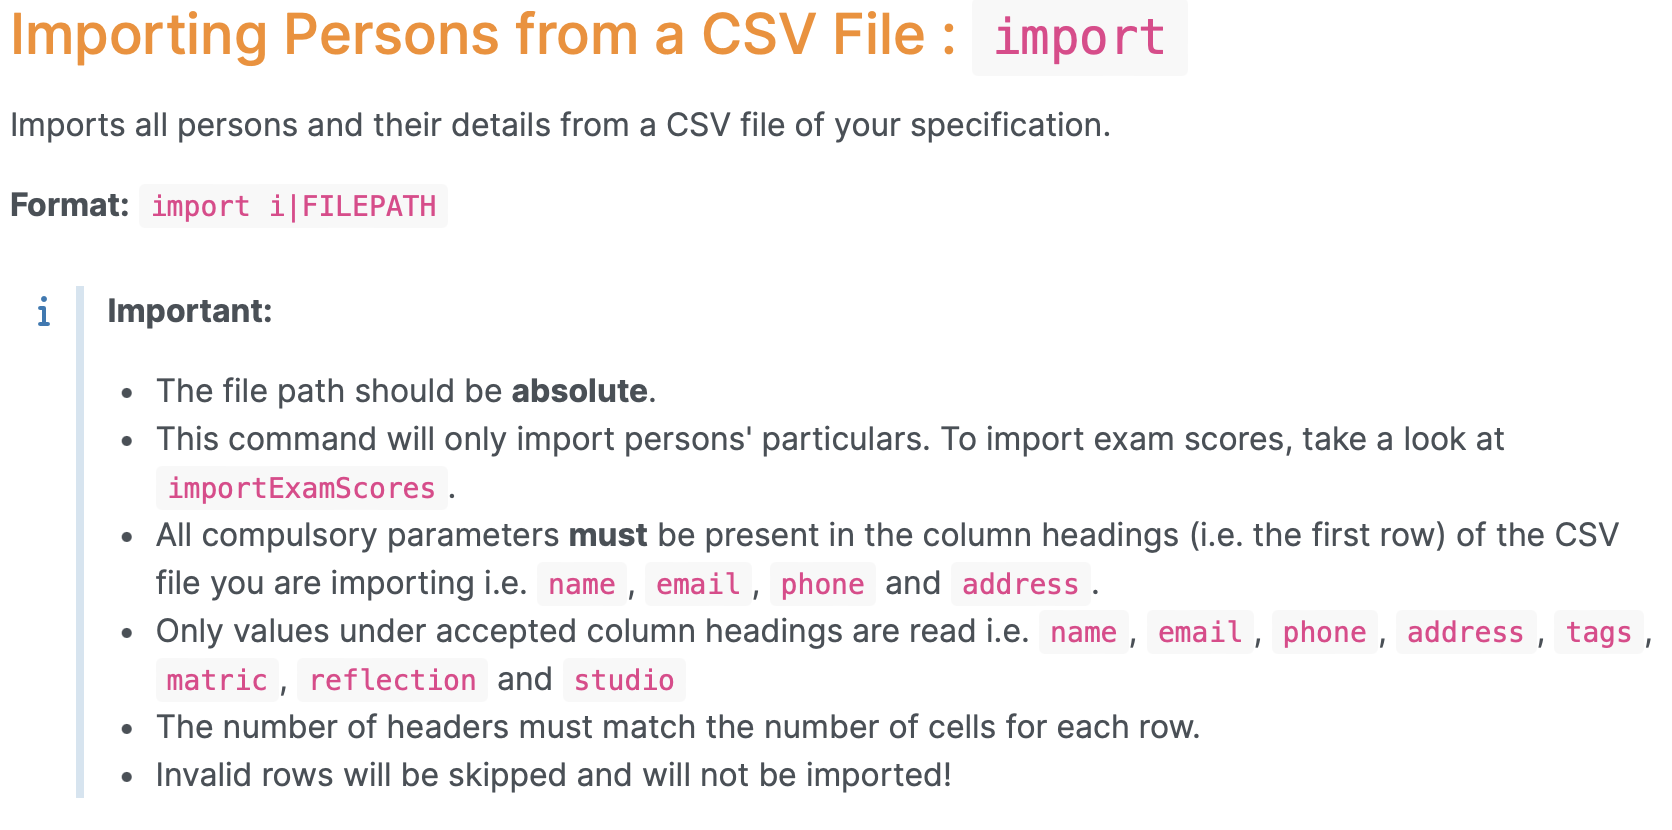 Importing Persons from a CSV File : import
Imports all persons and their details from a CSV file of your specification.
Format: import i|FILEPATH
i Important:
• The file path should be absolute.
• This command will only import persons' particulars. To import exam scores, take a look at
importExamScores .
• All compulsory parameters must be present in the column headings (i.e. the first row) of the CSV
file you are importing i.e. name , email , phone and address .
• Only values under accepted column headings are read i.e. name , email , phone , address , tags ,
matric , reflection and studio
• The number of headers must match the number of cells for each row.
• Invalid rows will be skipped and will not be imported!